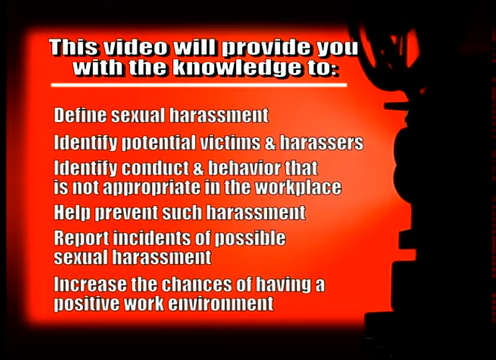 This video will provide you
with the knowledge to:
Define sexual harassment
Identify potential victims & harassers
Identify conduct & behavior that
is not appropriate in the workplace
Help prevent such harassment
Report incidents of possible
sexual harassment
Increase the chances of having a
positive work environment